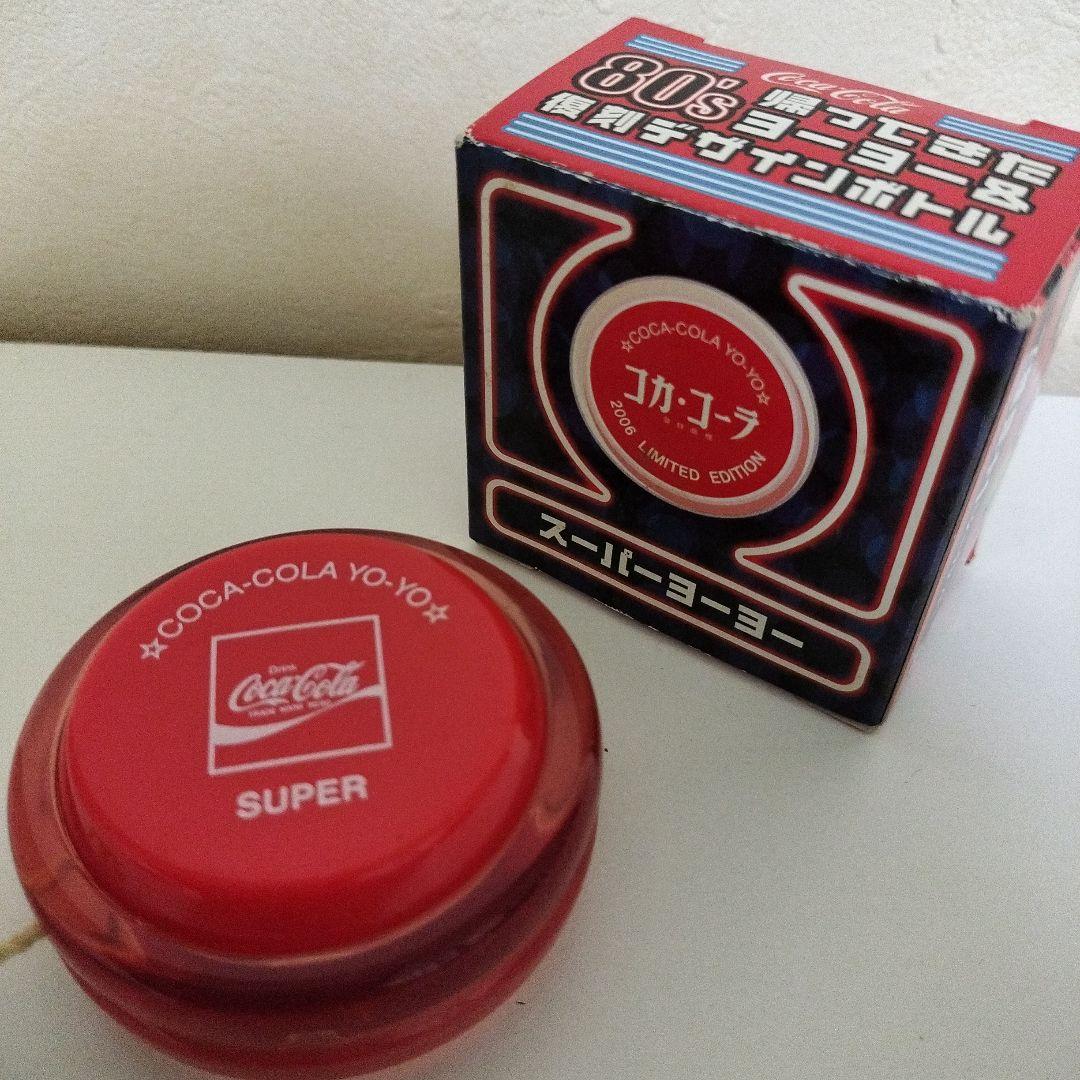 Coca-Cola
80's 帰ってきた
ヨーヨー&
復刻デザインボトル
☆COCA-COLA YO-YO☆
コカ・コーラ
2006 LIMITED EDITION
スーパーヨーヨー
☆COCA-COLA YO-YO☆
Drink
Coca-Cola
SUPER